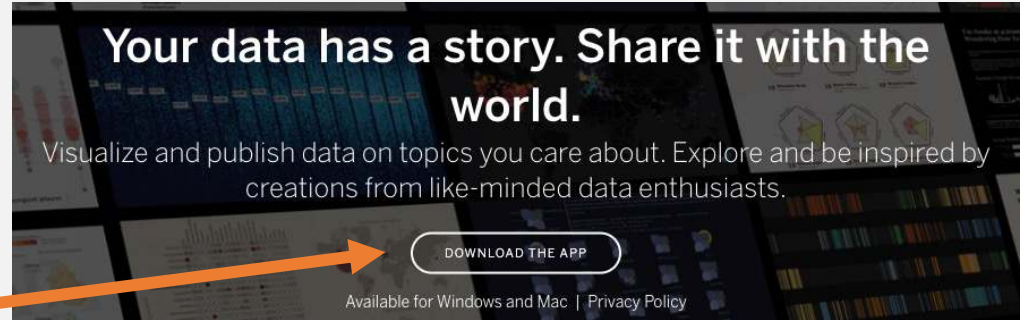 Your data has a story. Share it with the
world.
Visualize and publish data on topics you care about. Explore and be inspired by
creations from like-minded data enthusiasts.
DOWNLOAD THE APP
Available for Windows and Mac | Privacy Policy